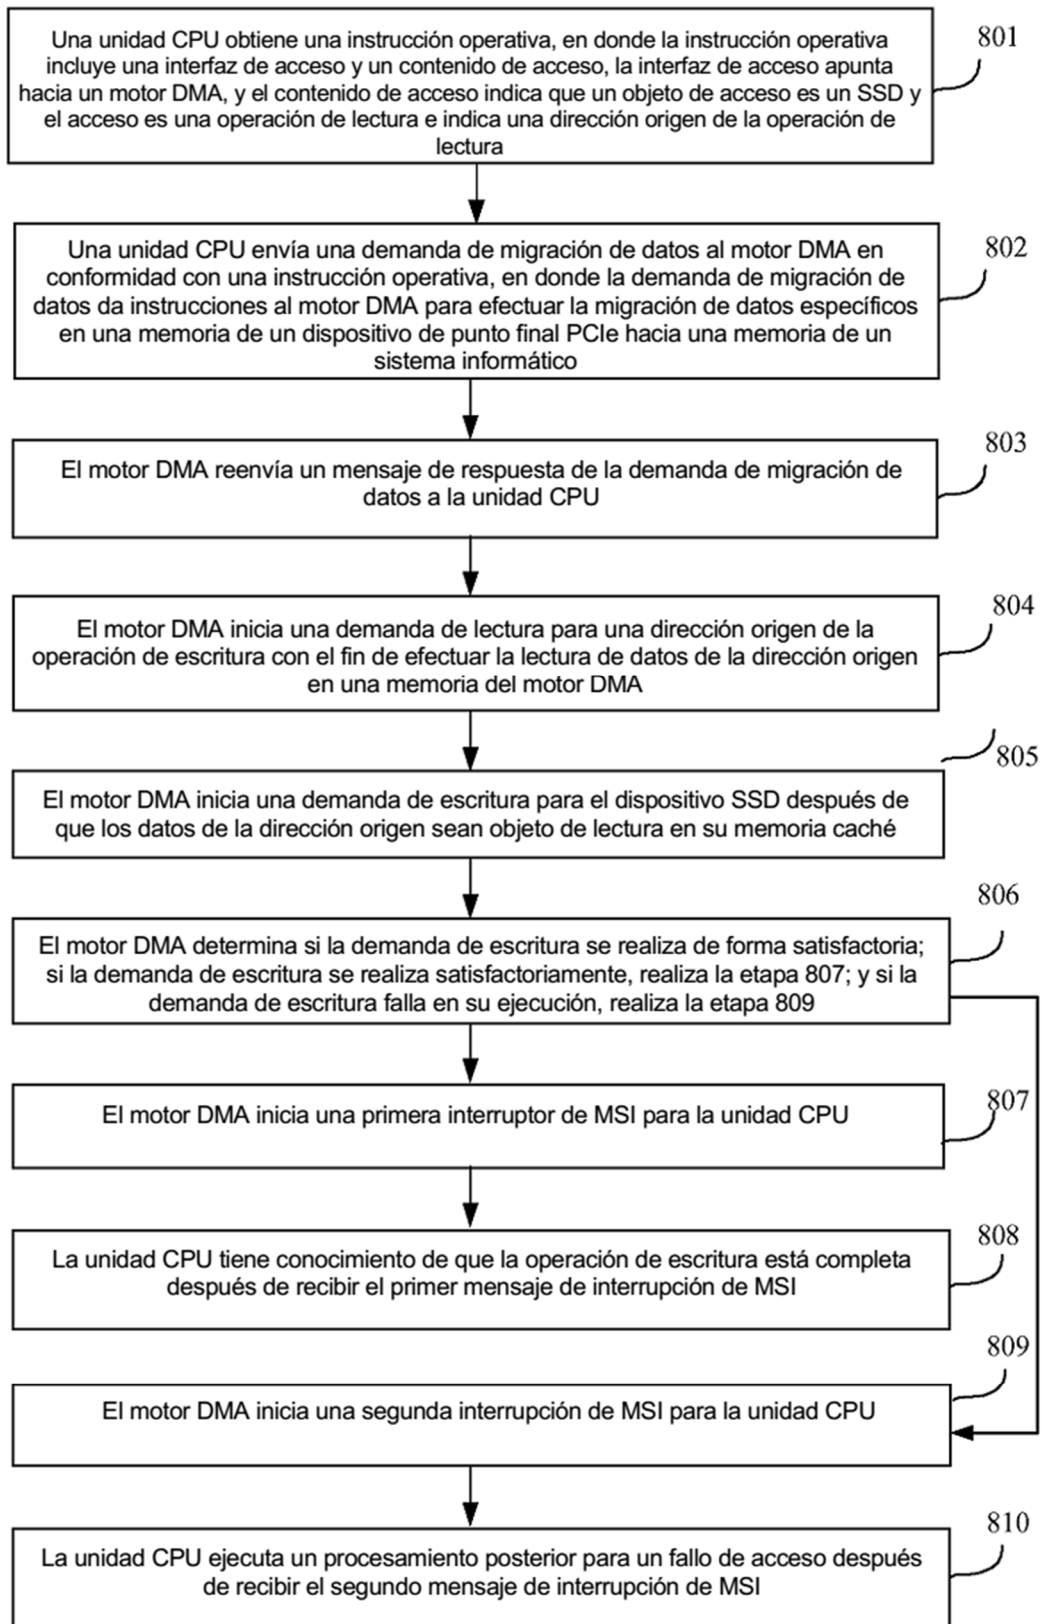 Una unidad CPU obtiene una instrucción operativa, en donde la instrucción operativa
incluye una interfaz de acceso y un contenido de acceso, la interfaz de acceso apunta
hacia un motor DMA, y el contenido de acceso indica que un objeto de acceso es un SSD y
el acceso es una operación de lectura e indica una dirección origen de la operación de
lectura
801
Una unidad CPU envía una demanda de migración de datos al motor DMA en
conformidad con una instrucción operativa, en donde la demanda de migración de
datos da instrucciones al motor DMA para efectuar la migración de datos específicos
en una memoria de un dispositivo de punto final PCIe hacia una memoria de un
sistema informático
802
El motor DMA reenvía un mensaje de respuesta de la demanda de migración de
datos a la unidad CPU
803
El motor DMA inicia una demanda de lectura para una dirección origen de la
operación de escritura con el fin de efectuar la lectura de datos de la dirección origen
en una memoria del motor DMA
804
El motor DMA inicia una demanda de escritura para el dispositivo SSD después de
que los datos de la dirección origen sean objeto de lectura en su memoria caché
805
El motor DMA determina si la demanda de escritura se realiza de forma satisfactoria;
si la demanda de escritura se realiza satisfactoriamente, realiza la etapa 807; y si la
demanda de escritura falla en su ejecución, realiza la etapa 809
806
El motor DMA inicia una primera interruptor de MSI para la unidad CPU
807
La unidad CPU tiene conocimiento de que la operación de escritura está completa
después de recibir el primer mensaje de interrupción de MSI
808
El motor DMA inicia una segunda interrupción de MSI para la unidad CPU
809
La unidad CPU ejecuta un procesamiento posterior para un fallo de acceso después
de recibir el segundo mensaje de interrupción de MSI
810